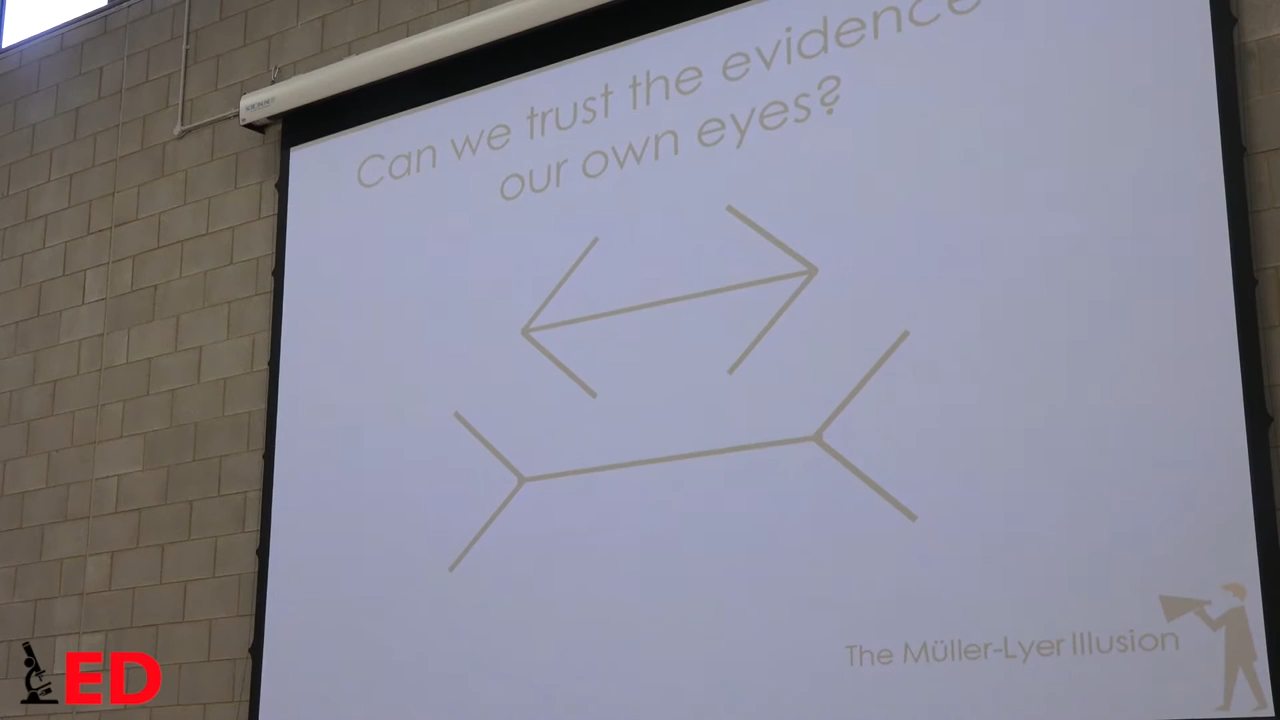 Can we trust the evidence
our own eyes?
The Müller-Lyer Illusion
ED